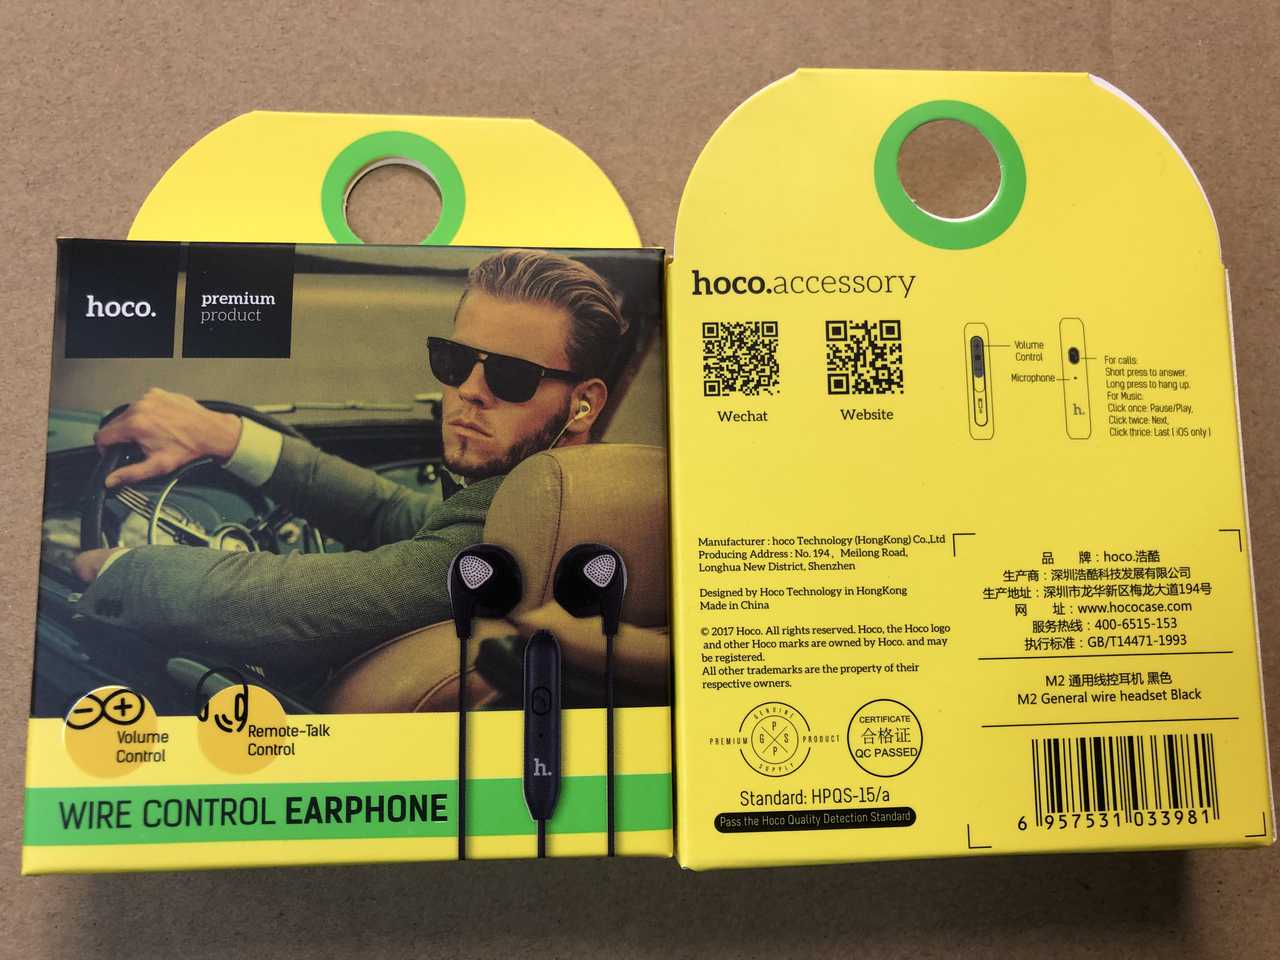 hoco.
premium
product
Volume
Control
Remote-Talk
Control
WIRE CONTROL EARPHONE
h.
hoco.accessory
Wechat
Website
Volume
Control
Microphone
h.
For calls:
Short press to answer.
Long press to hang up.
For Music:
Click once: Pause/Play,
Click twice: Next,
Click thrice: Last ( iOS only )
Manufacturer : hoco Technology (HongKong) Co.,Ltd
Producing Address : No. 194 , Meilong Road,
Longhua New District, Shenzhen
Designed by Hoco Technology in HongKong
Made in China
© 2017 Hoco. All rights reserved. Hoco, the Hoco logo
and other Hoco marks are owned by Hoco. and may
be registered.
All other trademarks are the property of their
respective owners.
GENUINE
PREMIUM
PRODUCT
SUPPLY
P
G S
P
CERTIFICATE
合格证
QC PASSED
Standard: HPQS-15/a
Pass the Hoco Quality Detection Standard
品 牌：hoco.浩酷
生产商：深圳浩酷科技发展有限公司
生产地址：深圳市龙华新区梅龙大道194号
网 址：www.hococase.com
服务热线：400-6515-153
执行标准：GB/T14471-1993
M2 通用线控耳机 黑色
M2 General wire headset Black
6 957531 033981